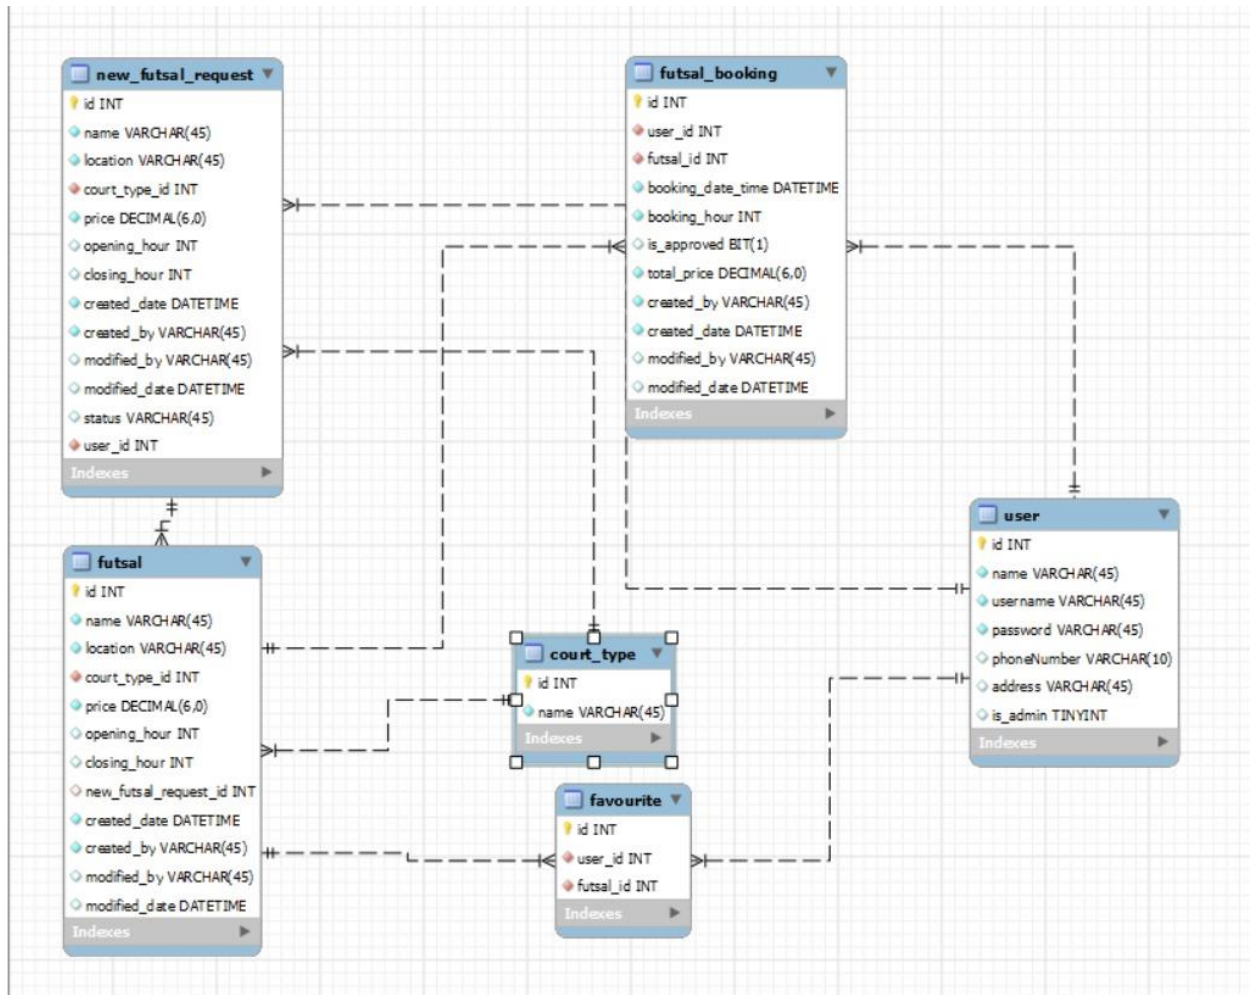 new_futsal_request
id INT
name VARCHAR(45)
location VARCHAR(45)
court_type_id INT
price DECIMAL(6,0)
opening_hour INT
closing_hour INT
created_date DATETIME
created_by VARCHAR(45)
modified_by VARCHAR(45)
modified_date DATETIME
status VARCHAR(45)
user_id INT
Indexes
futsal_booking
id INT
user_id INT
futsal_id INT
booking_date_time DATETIME
booking_hour INT
is_approved BIT(1)
total_price DECIMAL(6,0)
created_by VARCHAR(45)
created_date DATETIME
modified_by VARCHAR(45)
modified_date DATETIME
Indexes
user
id INT
name VARCHAR(45)
username VARCHAR(45)
password VARCHAR(45)
phoneNumber VARCHAR(10)
address VARCHAR(45)
is_admin TINYINT
Indexes
futsal
id INT
name VARCHAR(45)
location VARCHAR(45)
court_type_id INT
price DECIMAL(6,0)
opening_hour INT
closing_hour INT
new_futsal_request_id INT
created_date DATETIME
created_by VARCHAR(45)
modified_by VARCHAR(45)
modified_date DATETIME
Indexes
court_type
id INT
name VARCHAR(45)
Indexes
favourite
id INT
user_id INT
futsal_id INT
Indexes